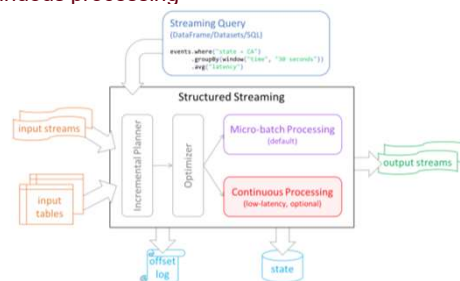 nuous processing
Streaming Query
(DataFrame/Datasets/SQL)
events.where("state = CA")
.groupBy(window("time", "30 seconds"))
.avg("latency")
Structured Streaming
input streams
input
tables
Incremental Planner
Optimizer
Micro-batch Processing
(default)
Continuous Processing
(low-latency, optional)
output streams
offset
log
state